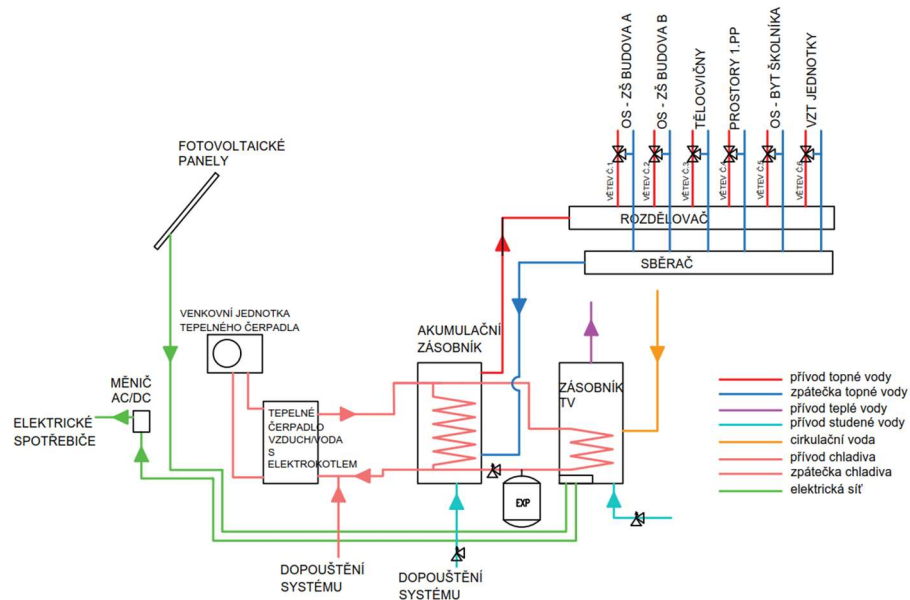 OS - ZŠ BUDOVA A
OS - ZŠ BUDOVA B
TĚLOCVIČNY
PROSTORY 1.PP
OS - BYT ŠKOLNÍKA
VZT JEDNOTKY
VĚTEV Č.1
VĚTEV Č.2
VĚTEV Č.3
VĚTEV Č.4
VĚTEV Č.5
VĚTEV Č.6
ROZDĚLOVAČ
SBĚRAČ
FOTOVOLTAICKÉ
PANELY
VENKOVNÍ JEDNOTKA
TEPELNÉHO ČERPADLA
AKUMULAČNÍ
ZÁSOBNÍK
ZÁSOBNÍK
TV
MĚNIČ
AC/DC
ELEKTRICKÉ
SPOTŘEBIČE
TEPELNÉ
ČERPADLO
VZDUCH/VODA
S
ELEKTROKOTLEM
EXP
DOPOUŠTĚNÍ
SYSTÉMU
DOPOUŠTĚNÍ
SYSTÉMU
přívod topné vody
zpátečka topné vody
přívod teplé vody
přívod studené vody
cirkulační voda
přívod chladiva
zpátečka chladiva
elektrická síť